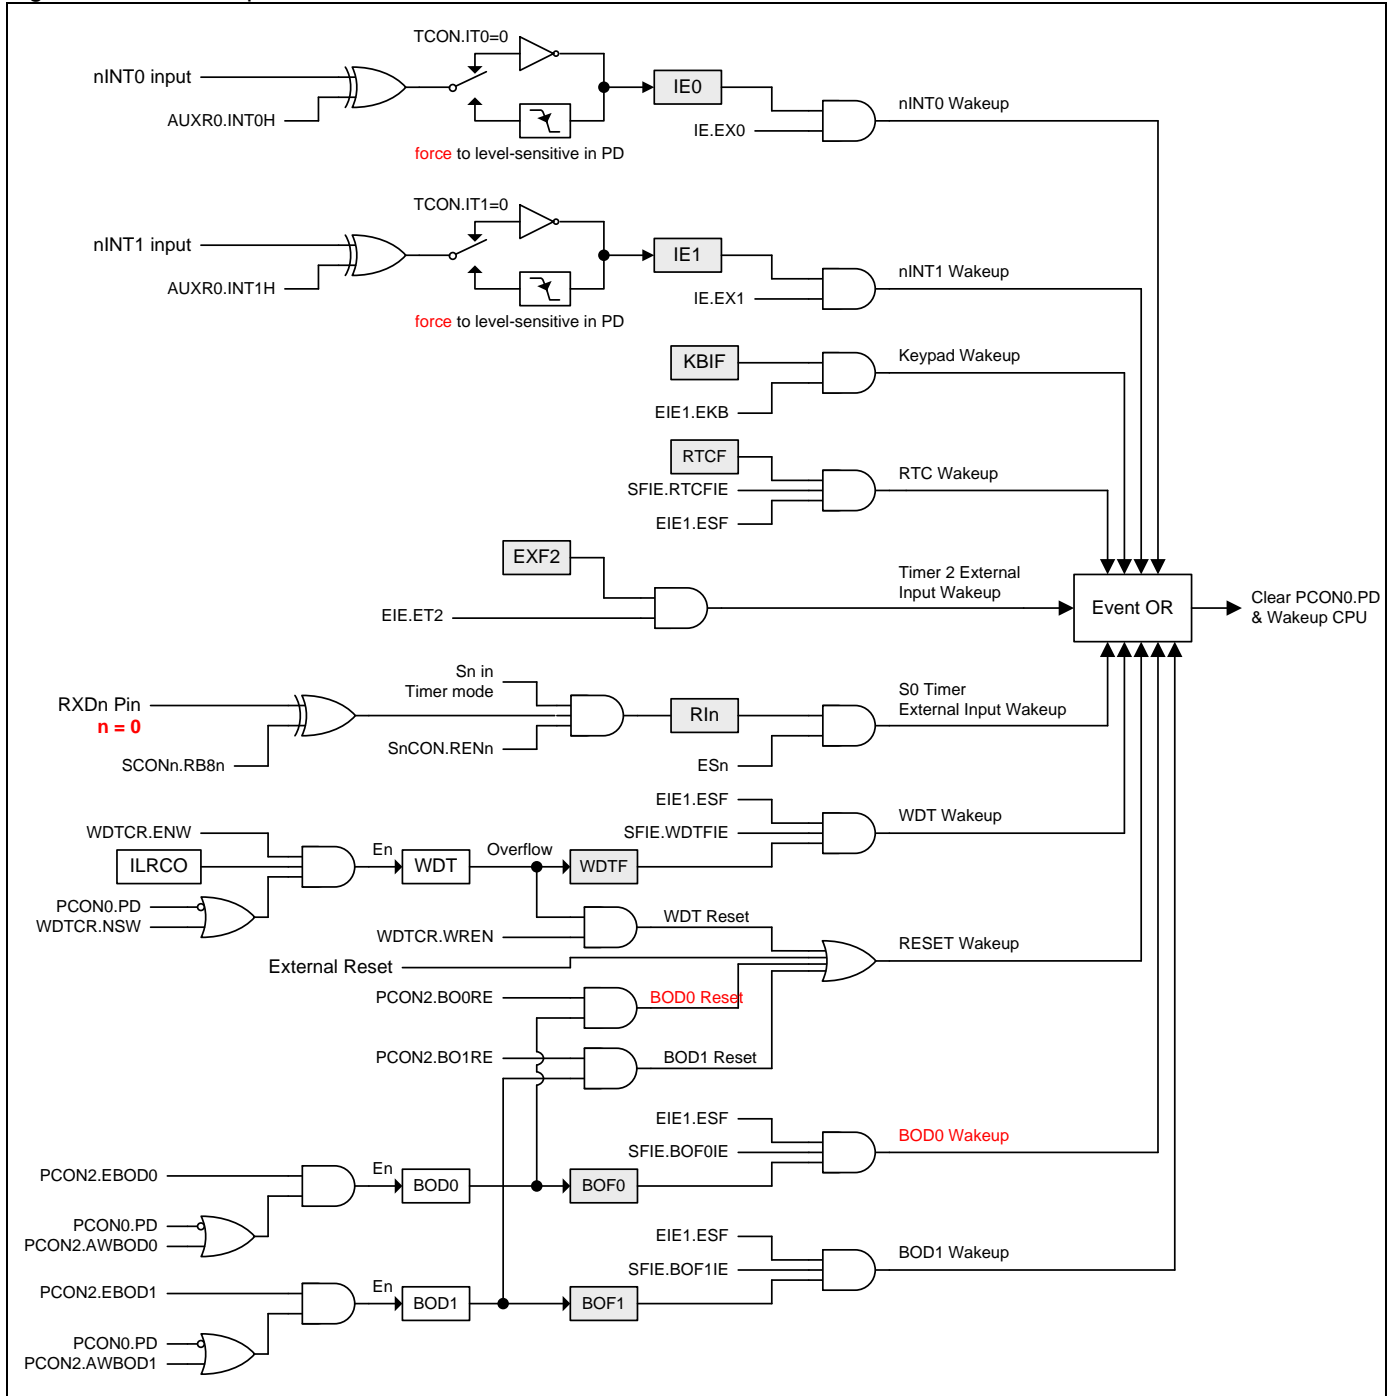 TCON.IT0=0
nINT0 input
IE0
nINT0 Wakeup
AUXR0.INT0H
IE.EX0
force to level-sensitive in PD
TCON.IT1=0
nINT1 input
IE1
nINT1 Wakeup
AUXR0.INT1H
IE.EX1
force to level-sensitive in PD
KBIF
Keypad Wakeup
EIE1.EKB
RTCF
RTC Wakeup
SFIE.RTCFIE
EIE1.ESF
EXF2
Timer 2 External
Input Wakeup
EIE.ET2
Event OR
Clear PCON0.PD
& Wakeup CPU
Sn in
Timer mode
RXDn Pin
n = 0
RIn
S0 Timer
External Input Wakeup
SnCON.RENn
SCONn.RB8n
ESn
EIE1.ESF
WDT Wakeup
SFIE.WDTFIE
WDTCR.ENW
En
Overflow
ILRCO
WDT
WDTF
PCON0.PD
WDTCR.NSW
WDT Reset
WDTCR.WREN
RESET Wakeup
External Reset
PCON2.BO0RE
BOD0 Reset
PCON2.BO1RE
BOD1 Reset
EIE1.ESF
SFIE.BOF0IE
BOD0 Wakeup
PCON2.EBOD0
En
BOD0
BOF0
PCON0.PD
PCON2.AWBOD0
EIE1.ESF
SFIE.BOF1IE
BOD1 Wakeup
PCON2.EBOD1
En
BOD1
BOF1
PCON0.PD
PCON2.AWBOD1